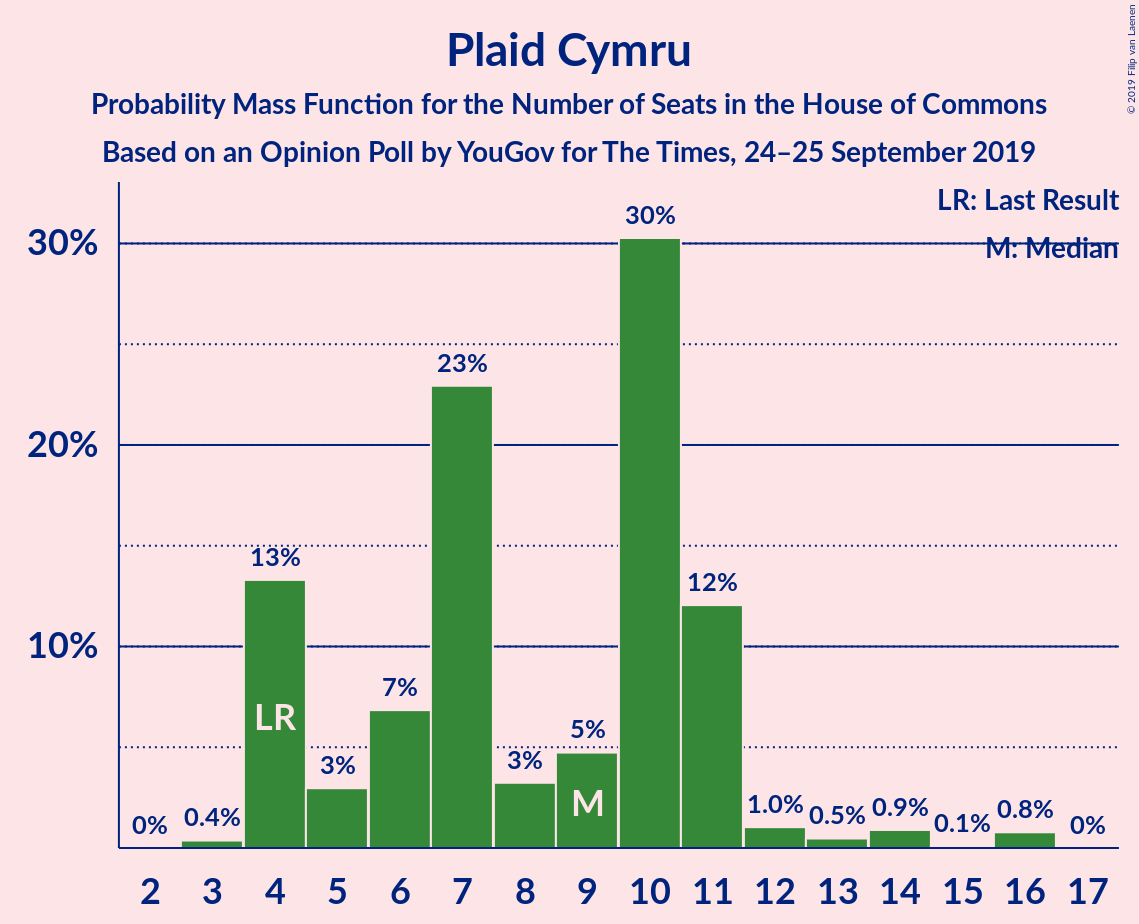 Plaid Cymru
Probability Mass Function for the Number of Seats in the House of Commons
Based on an Opinion Poll by YouGov for The Times, 24–25 September 2019
© 2019 Filip van Laenen
LR: Last Result
M: Median
30%
20%
10%
0%
0.4%
13%
3%
7%
23%
3%
5%
30%
12%
1.0%
0.5%
0.9%
0.1%
0.8%
0%
LR
M
2 3 4 5 6 7 8 9 10 11 12 13 14 15 16 17